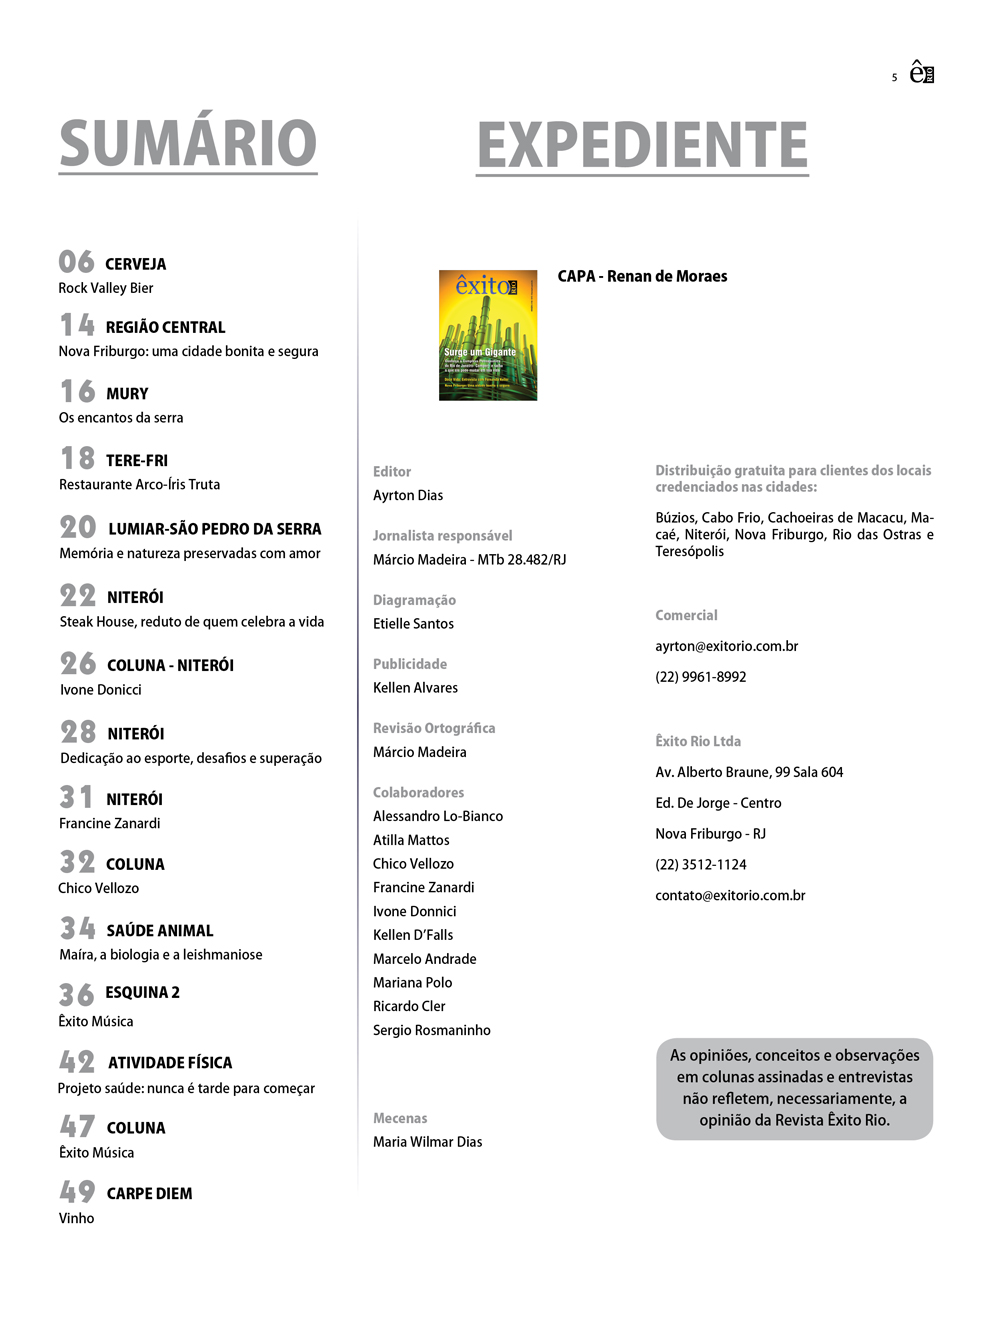 5 ê RIO
SUMÁRIO
06 CERVEJA
Rock Valley Bier
14 REGIÃO CENTRAL
Nova Friburgo: uma cidade bonita e segura
16 MURY
Os encantos da serra
18 TERE-FRI
Restaurante Arco-Íris Truta
20 LUMIAR-SÃO PEDRO DA SERRA
Memória e natureza preservadas com amor
22 NITERÓI
Steak House, reduto de quem celebra a vida
26 COLUNA - NITERÓI
Ivone Donicci
28 NITERÓI
Dedicação ao esporte, desafios e superação
31 NITERÓI
Francine Zanardi
32 COLUNA
Chico Vellozo
34 SAÚDE ANIMAL
Maíra, a biologia e a leishmaniose
36 ESQUINA 2
Êxito Música
42 ATIVIDADE FÍSICA
Projeto saúde: nunca é tarde para começar
47 COLUNA
Êxito Música
49 CARPE DIEM
Vinho
EXPEDIENTE
êxito RIO
Surge um Gigante
CAPA - Renan de Moraes
Editor
Ayrton Dias
Jornalista responsável
Márcio Madeira - MTb 28.482/RJ
Diagramação
Etielle Santos
Publicidade
Kellen Alvares
Revisão Ortográfica
Márcio Madeira
Colaboradores
Alessandro Lo-Bianco
Atilla Mattos
Chico Vellozo
Francine Zanardi
Ivone Donnici
Kellen D’Falls
Marcelo Andrade
Mariana Polo
Ricardo Cler
Sergio Rosmaninho
Mecenas
Maria Wilmar Dias
Distribuição gratuita para clientes dos locais
credenciados nas cidades:
Búzios, Cabo Frio, Cachoeiras de Macacu, Ma-
caé, Niterói, Nova Friburgo, Rio das Ostras e
Teresópolis
Comercial
ayrton@exitorio.com.br
(22) 9961-8992
Êxito Rio Ltda
Av. Alberto Braune, 99 Sala 604
Ed. De Jorge - Centro
Nova Friburgo - RJ
(22) 3512-1124
contato@exitorio.com.br
As opiniões, conceitos e observações
em colunas assinadas e entrevistas
não refletem, necessariamente, a
opinião da Revista Êxito Rio.